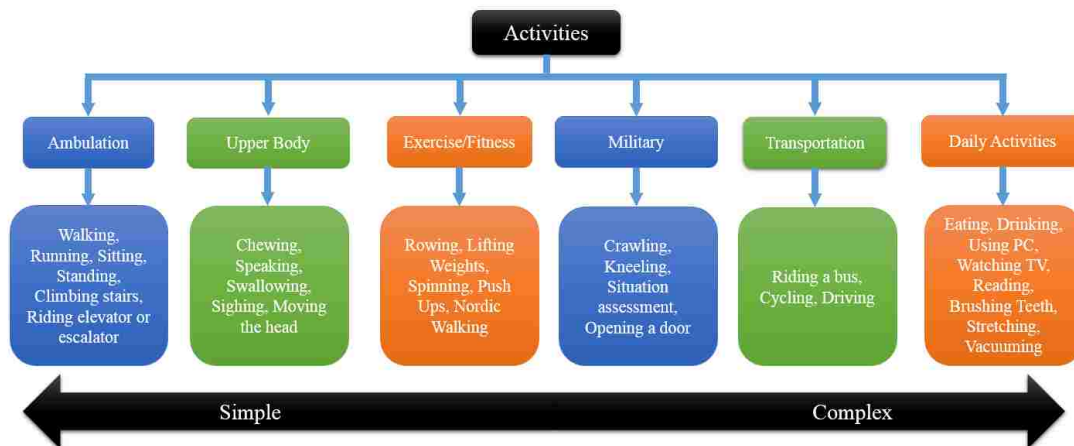 Activities
Ambulation
Upper Body
Exercise/Fitness
Military
Transportation
Daily Activities
Walking,
Running, Sitting,
Standing,
Climbing stairs,
Riding elevator or
escalator
Chewing,
Speaking,
Swallowing,
Sighing, Moving
the head
Rowing, Lifting
Weights,
Spinning, Push
Ups, Nordic
Walking
Crawling,
Kneeling,
Situation
assessment,
Opening a door
Riding a bus,
Cycling, Driving
Eating, Drinking,
Using PC,
Watching TV,
Reading,
Brushing Teeth,
Stretching,
Vacuuming
Simple
Complex